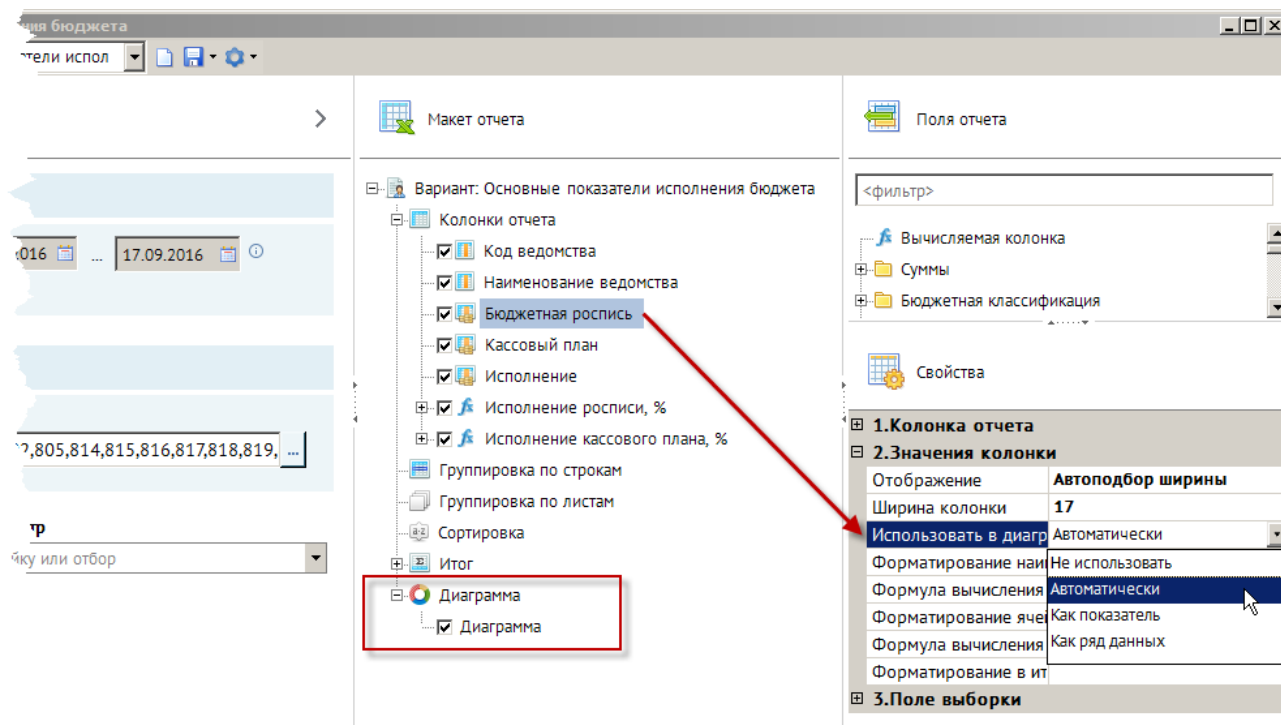 ния бюджета
тели испол
Макет отчета
Поля отчета
Вариант: Основные показатели исполнения бюджета
<фильтр>
Колонки отчета
Вычисляемая колонка
Код ведомства
016 ... 17.09.2016
Суммы
Наименование ведомства
Бюджетная классификация
Бюджетная роспись
Кассовый план
Исполнение
Свойства
Исполнение росписи, %
1.Колонка отчета
Исполнение кассового плана, %
,805,814,815,816,817,818,819, ...
2.Значения колонки
Группировка по строкам
Отображение Автоподбор ширины
Группировка по листам
Ширина колонки 17
тр
Сортировка
Использовать в диагр Автоматически
йку или отбор
Итог
Форматирование наи Не использовать
Диаграмма
Формула вычисления Автоматически
Диаграмма
Форматирование яче Как показатель
Формула вычисления Как ряд данных
Форматирование в ит
3.Поле выборки